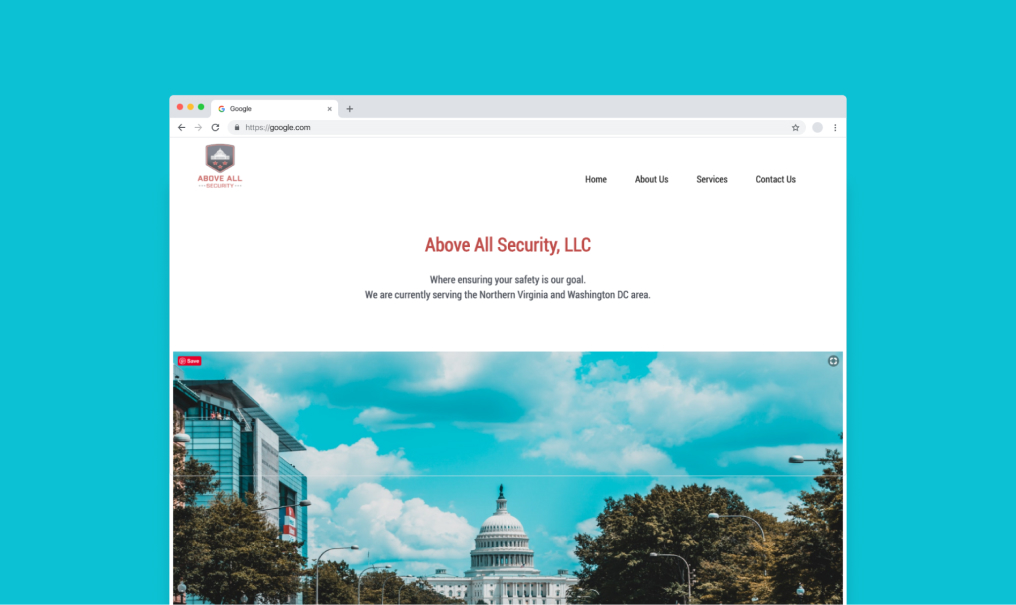 Google
https://google.com
ABOVE ALL
---SECURITY---
Home About Us Services Contact Us
Above All Security, LLC
Where ensuring your safety is our goal.
We are currently serving the Northern Virginia and Washington DC area.
Save